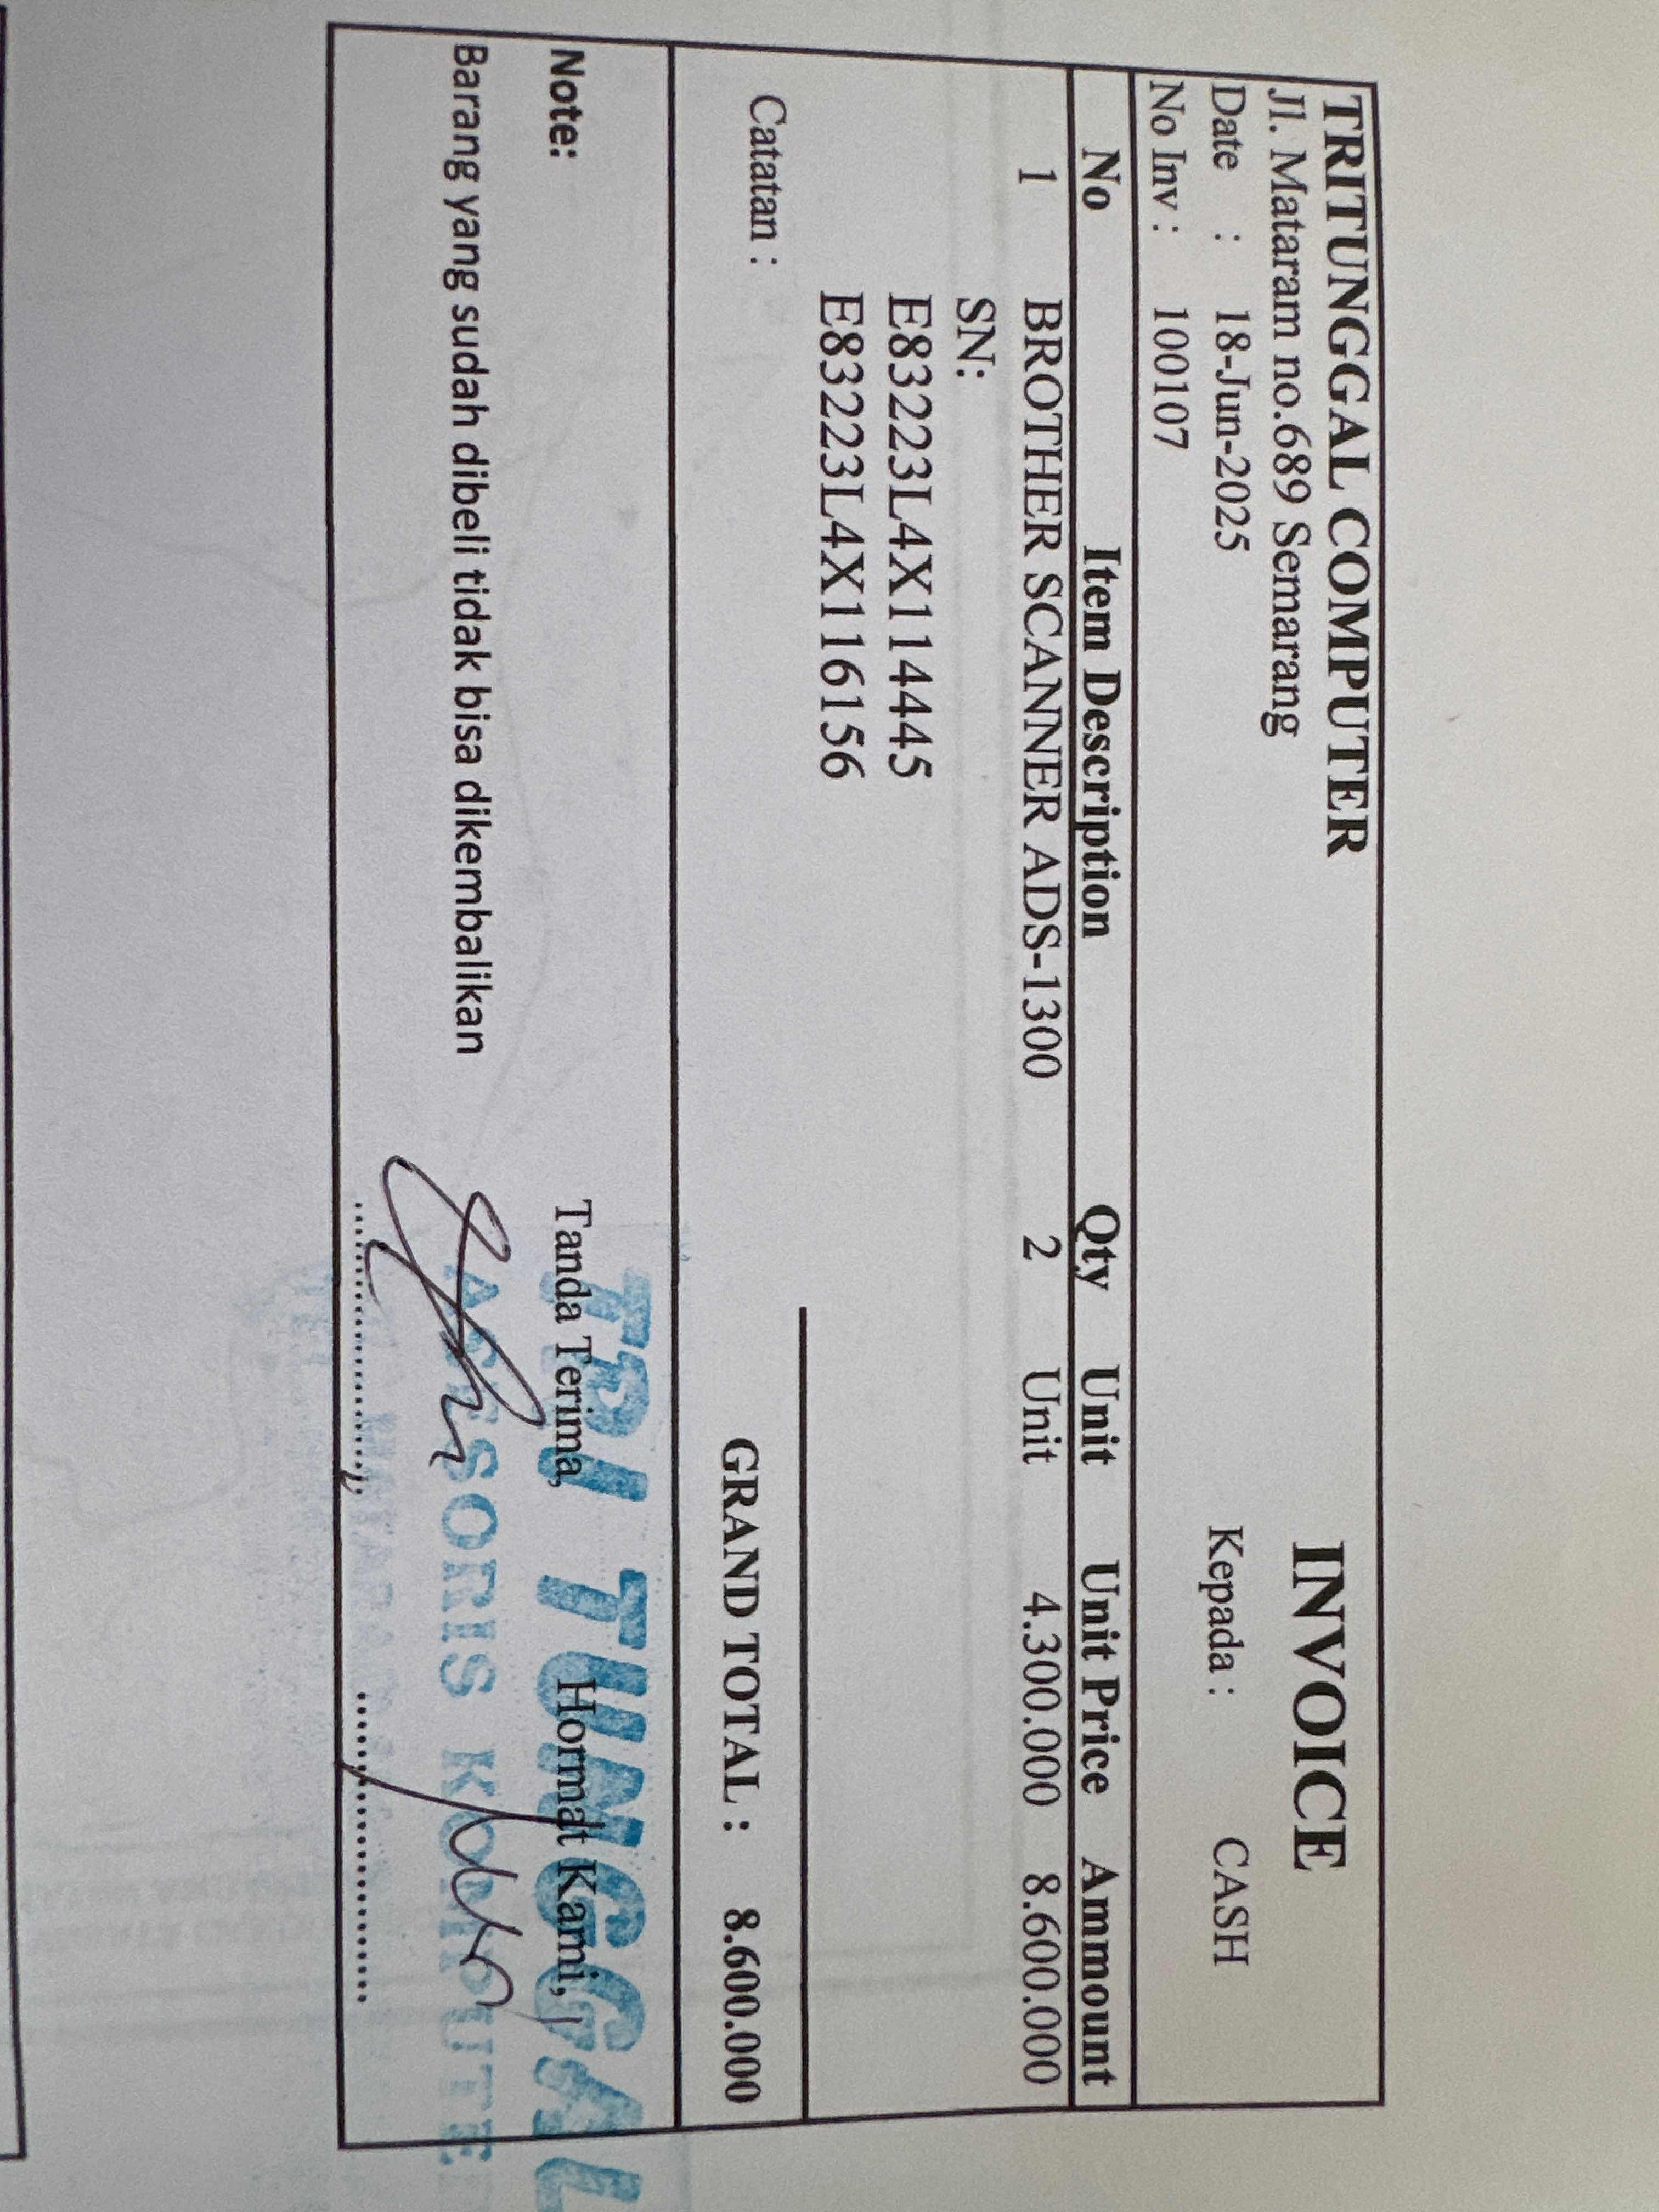 TRITUNGGAL COMPUTER
INVOICE
Jl. Mataram no.689 Semarang
Date : 18-Jun-2025 Kepada : CASH
No Inv : 100107
No Item Description Qty Unit Unit Price Ammount
1 BROTHER SCANNER ADS-1300 2 Unit 4.300.000 8.600.000
SN:
E83223L4X114445
E83223L4X116156
Catatan : GRAND TOTAL : 8.600.000
Note: Tanda Terima, Hormat Kami,
TRI TUNGGAL
Barang yang sudah dibeli tidak bisa dikembalikan